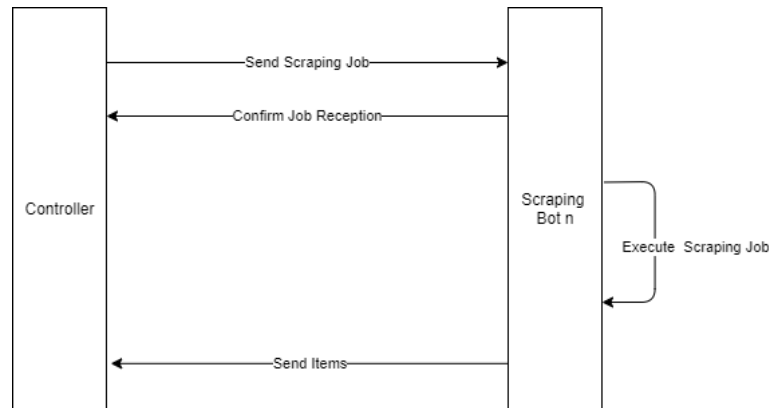 Send Scraping Job
Confirm Job Reception
Controller
Scraping
Bot n
Execute Scraping Job
Send Items